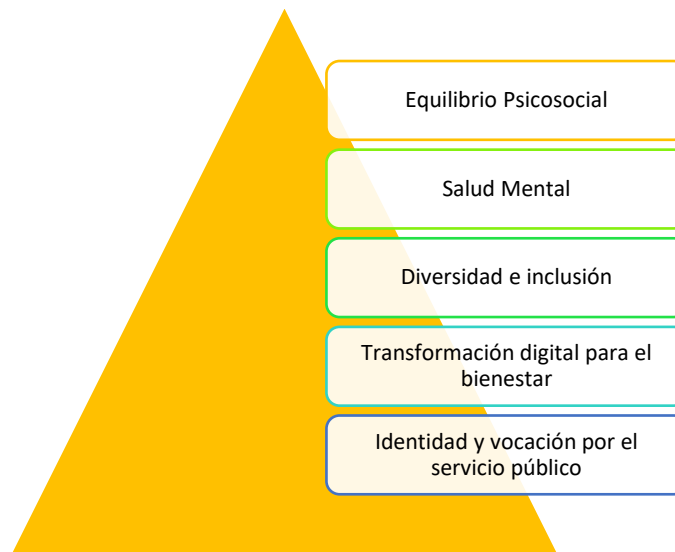 Equilibrio Psicosocial
Salud Mental
Diversidad e inclusión
Transformación digital para el
bienestar
Identidad y vocación por el
servicio público